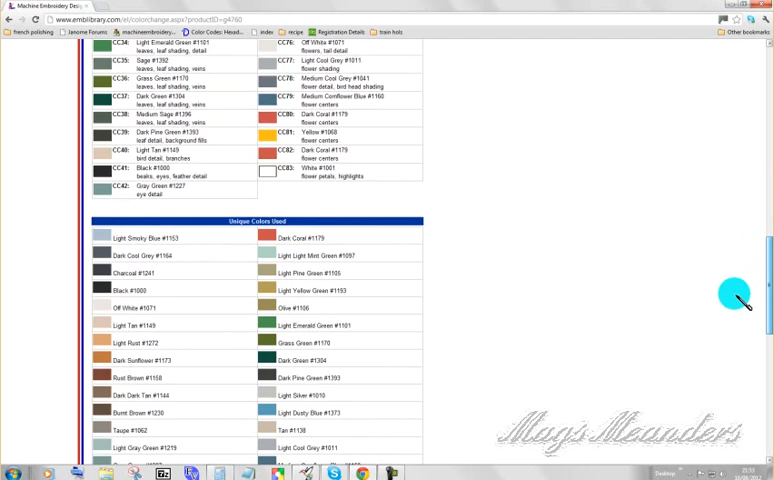 Machine Embroidery Design
www.emblibrary.com/el/colorchange.aspx?productID=g4760
french polishing Janome Forums machineembroidery... Color Codes: Head... index recipe Registration Details train hols Other bookmarks
CC34: Light Emerald Green #1101 CC76: Off White #1071
leaves, leaf shading, detail flowers, tail detail
CC35: Sage #1392 CC77: Light Cool Grey #1011
leaves, leaf shading, veins flower shading
CC36: Grass Green #1170 CC78: Medium Cool Grey #1041
leaves, leaf shading, veins flower detail, bird head shading
CC37: Dark Green #1304 CC79: Medium Cornflower Blue #1160
leaves, leaf shading, veins flower centers
CC38: Medium Sage #1396 CC80: Dark Coral #1179
leaves, leaf shading, veins flower centers
CC39: Dark Pine Green #1393 CC81: Yellow #1068
leaf detail, background fills flower centers
CC40: Light Tan #1149 CC82: Dark Coral #1179
bird detail, branches flower centers
CC41: Black #1000 CC83: White #1001
beaks, eyes, feather detail flower petals, highlights
CC42: Gray Green #1227
eye detail
Unique Colors Used
Light Smoky Blue #1153 Dark Coral #1179
Dark Cool Grey #1164 Light Light Mint Green #1097
Charcoal #1241 Light Pine Green #1105
Black #1000 Light Yellow Green #1193
Off White #1071 Olive #1106
Light Tan #1149 Light Emerald Green #1101
Light Rust #1272 Grass Green #1170
Dark Sunflower #1173 Dark Green #1304
Rust Brown #1158 Dark Pine Green #1393
Dark Dark Tan #1144 Light Silver #1010
Burnt Brown #1230 Light Dusty Blue #1373
Taupe #1062 Tan #1138
Light Gray Green #1219 Light Cool Grey #1011
Mags Meanders
Desktop